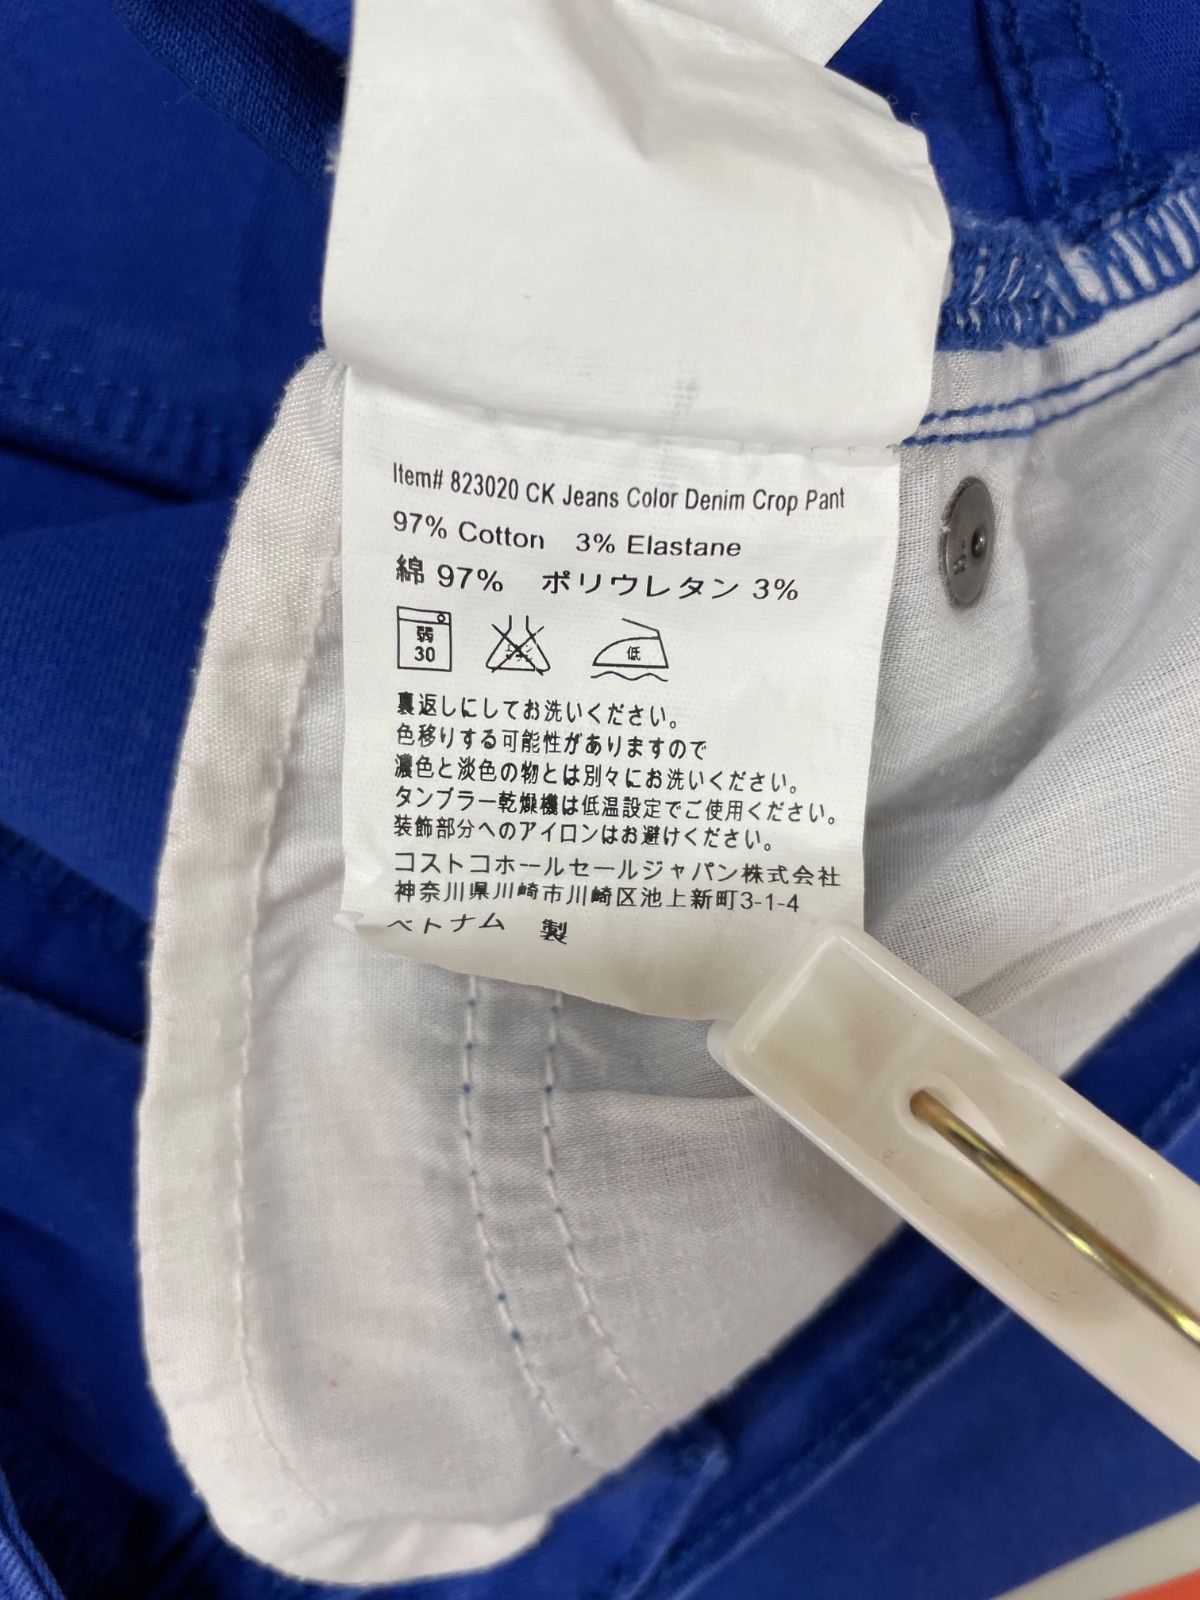 Item# 823020 CK Jeans Color Denim Crop Pant
97% Cotton 3% Elastane
綿 97% ポリウレタン 3%
弱
30
低
裏返しにしてお洗いください。
色移りする可能性がありますので
濃色と淡色の物とは別々にお洗いください。
タンブラー乾燥機は低温設定でご使用ください。
装飾部分へのアイロンはお避けください。
コストコホールセールジャパン株式会社
神奈川県川崎市川崎区池上新町3-1-4
ベトナム 製